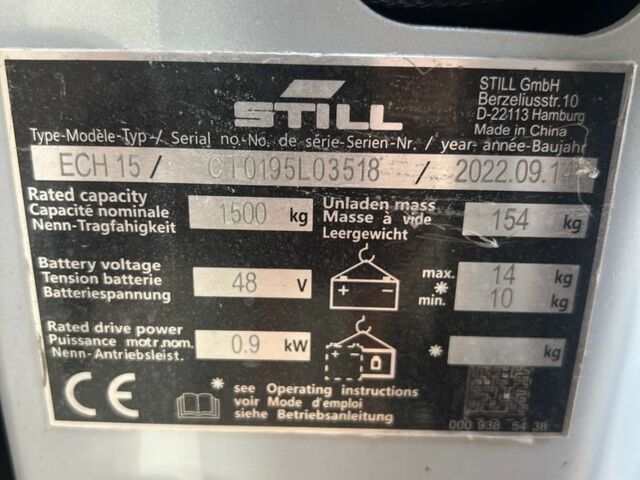 STILL
STILL GmbH
Berzeliusstr. 10
D-22113 Hamburg
Made in China
Type-Modèle-Typ / Serial no.-No. de série-Serien-Nr. / year- année-Baujahr
ECH 15 / CT0195L03518 / 2022.09.14
Rated capacity
Capacité nominale
Nenn-Tragfähigkeit
1500 kg
Unladen mass
Masse à vide
Leergewicht
154 kg
Battery voltage
Tension batterie
Batteriespannung
48 V
max. 14 kg
*
min. 10
Rated drive power
Puissance mot.r.nom.
Nenn-Antriebsleist.
0.9 kW
* kg
CE
* see Operating instructions
voir Mode d'emploi
siehe Betriebsanleitung
000 938 54 38